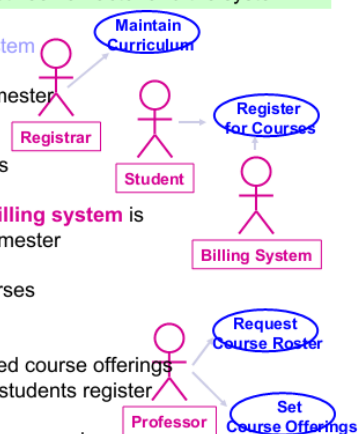 Maintain
Curriculum
tem
mester
Registrar
Register
for Courses
s
Student
illing system is
mester
Billing System
rses
Request
Course Roster
ed course offerings
students register
Set
Course Offerings
Professor